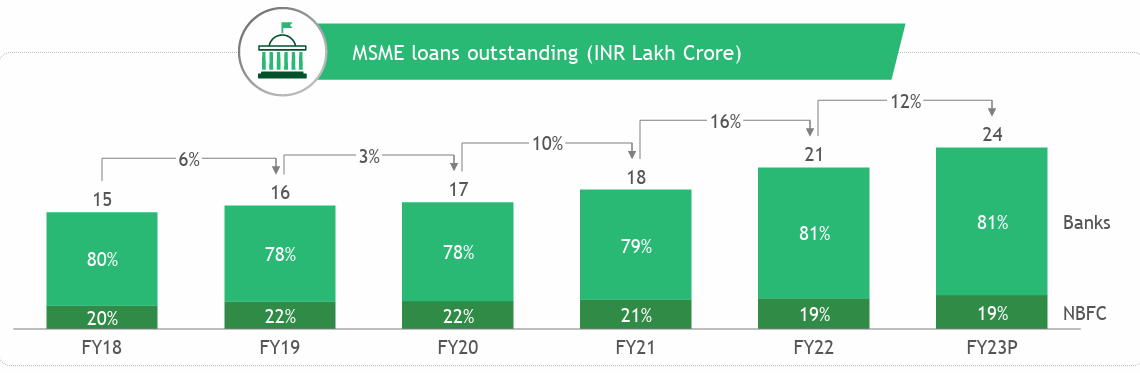 MSME loans outstanding (INR Lakh Crore)
6%
3%
10%
16%
12%
15
16
17
18
21
24
80%
78%
78%
79%
81%
81%
Banks
20%
22%
22%
21%
19%
19%
NBFC
FY18
FY19
FY20
FY21
FY22
FY23P